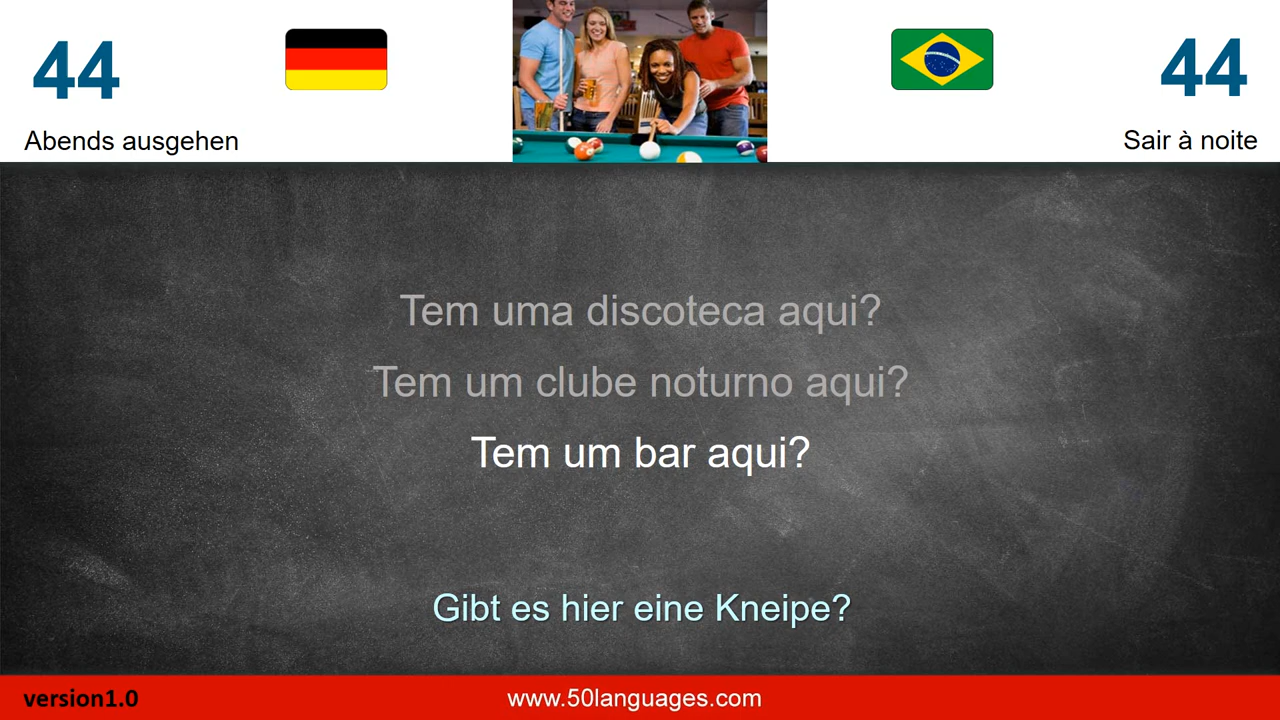 44
44
Abends ausgehen
Sair à noite
Tem uma discoteca aqui?
Tem um clube noturno aqui?
Tem um bar aqui?
Gibt es hier eine Kneipe?
version1.0
www.50languages.com